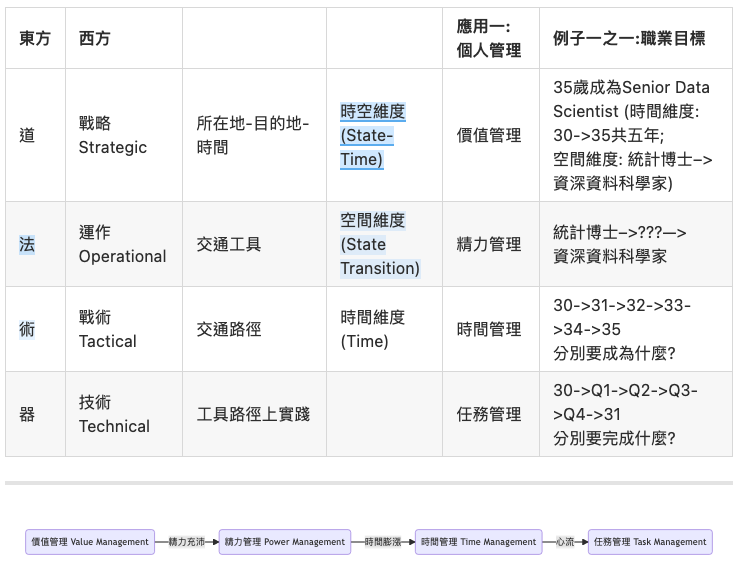 東方
西方
應用一:
個人管理
例子一之一:職業目標
道
戰略
Strategic
所在地-目的地-
時間
時空維度
(State-
Time)
價值管理
35歲成為Senior Data
Scientist (時間維度:
30->35共五年;
空間維度: 統計博士–>
資深資料科學家)
法
運作
Operational
交通工具
空間維度
(State
Transition)
精力管理
統計博士–>???—>
資深資料科學家
術
戰術
Tactical
交通路徑
時間維度
(Time)
時間管理
30->31->32->33-
>34->35
分別要成為什麼?
器
技術
Technical
工具路徑上實踐
任務管理
30->Q1->Q2->Q3-
>Q4->31
分別要完成什麼?
價值管理 Value Management
精力充沛
精力管理 Power Management
時間膨漲
時間管理 Time Management
心流
任務管理 Task Management